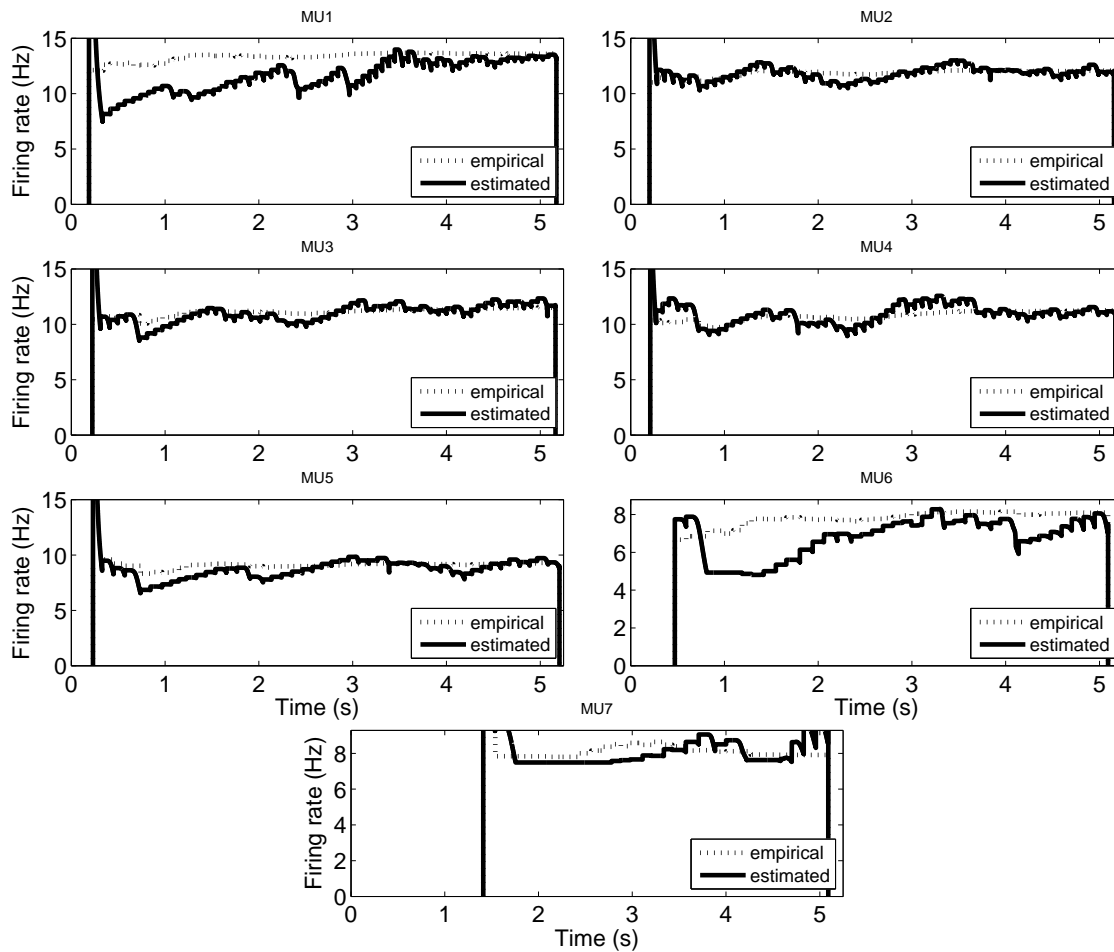 MU1
15
10
5
0
Firing rate (Hz)
empirical
estimated
0 1 2 3 4 5
MU2
15
10
5
0
empirical
estimated
0 1 2 3 4 5
MU3
15
10
5
0
Firing rate (Hz)
empirical
estimated
0 1 2 3 4 5
MU4
15
10
5
0
empirical
estimated
0 1 2 3 4 5
MU5
15
10
5
0
Firing rate (Hz)
empirical
estimated
0 1 2 3 4 5
Time (s)
MU6
8
6
4
2
0
empirical
estimated
0 1 2 3 4 5
Time (s)
MU7
8
6
4
2
0
Firing rate (Hz)
empirical
estimated
0 1 2 3 4 5
Time (s)